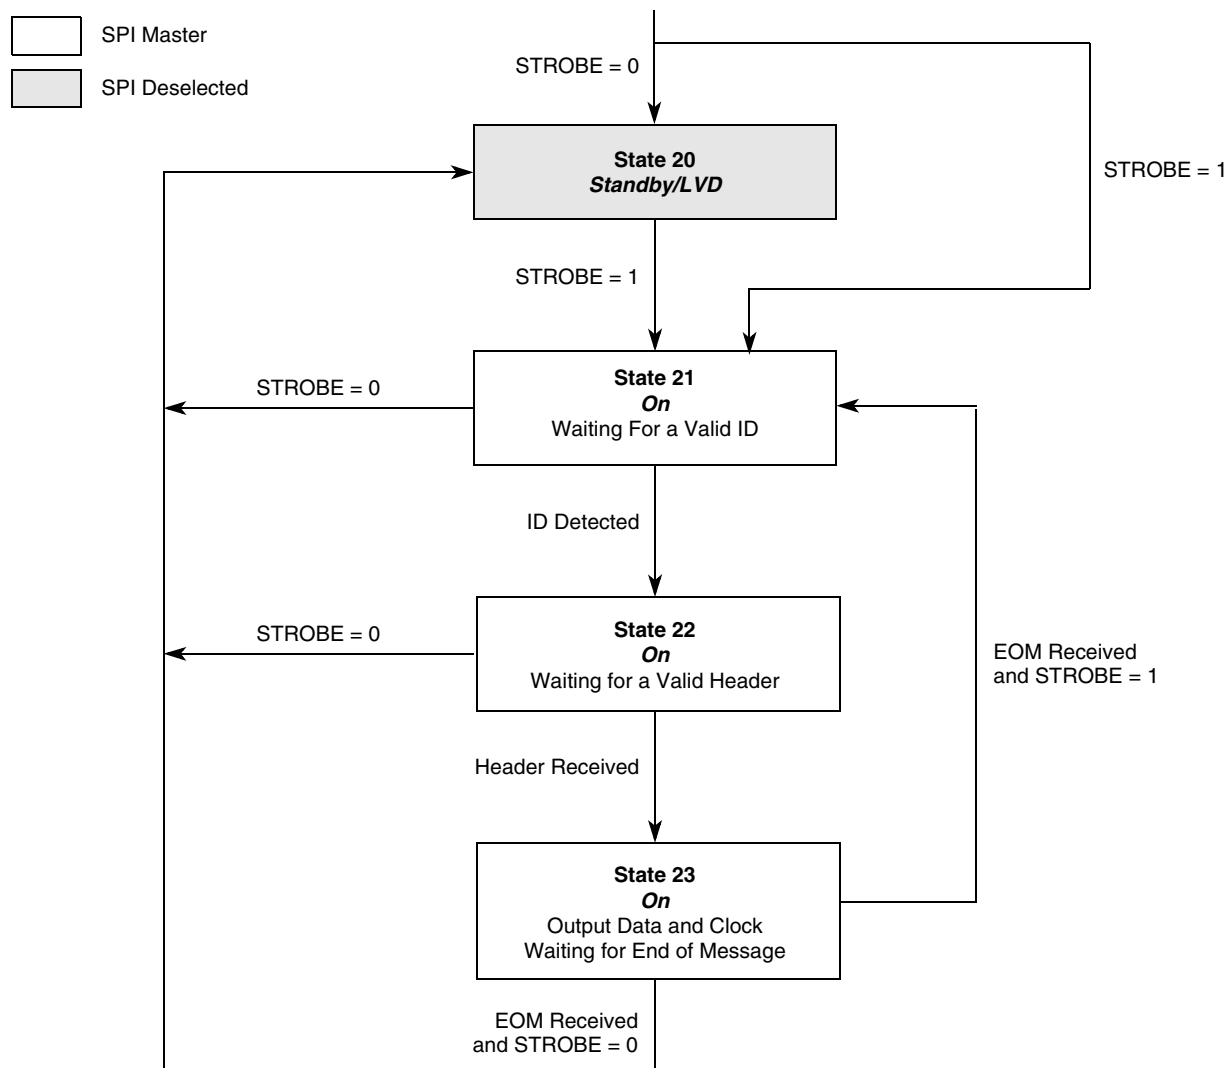 SPI Master
SPI Deselected
STROBE = 0
STROBE = 1
State 20
Standby/LVD
STROBE = 1
State 21
On
Waiting For a Valid ID
STROBE = 0
ID Detected
State 22
On
Waiting for a Valid Header
STROBE = 0
EOM Received
and STROBE = 1
Header Received
State 23
On
Output Data and Clock
Waiting for End of Message
EOM Received
and STROBE = 0